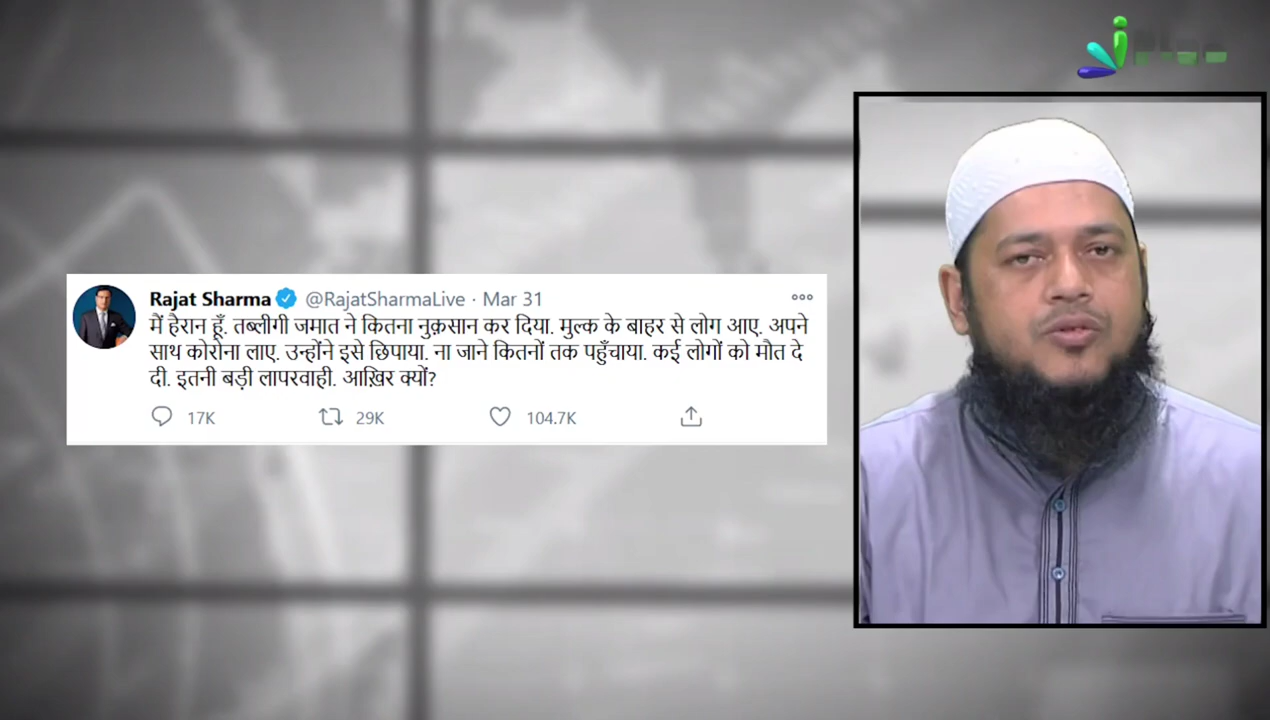 Rajat Sharma @RajatSharmaLive · Mar 31
मैं हैरान हूँ. तब्लीगी जमात ने कितना नुक़सान कर दिया. मुल्क के बाहर से लोग आए. अपने
साथ कोरोना लाए. उन्होंने इसे छिपाया. ना जाने कितनों तक पहुँचाया. कई लोगों को मौत दे
दी. इतनी बड़ी लापरवाही. आख़िर क्यों?
17K 29K 104.7K